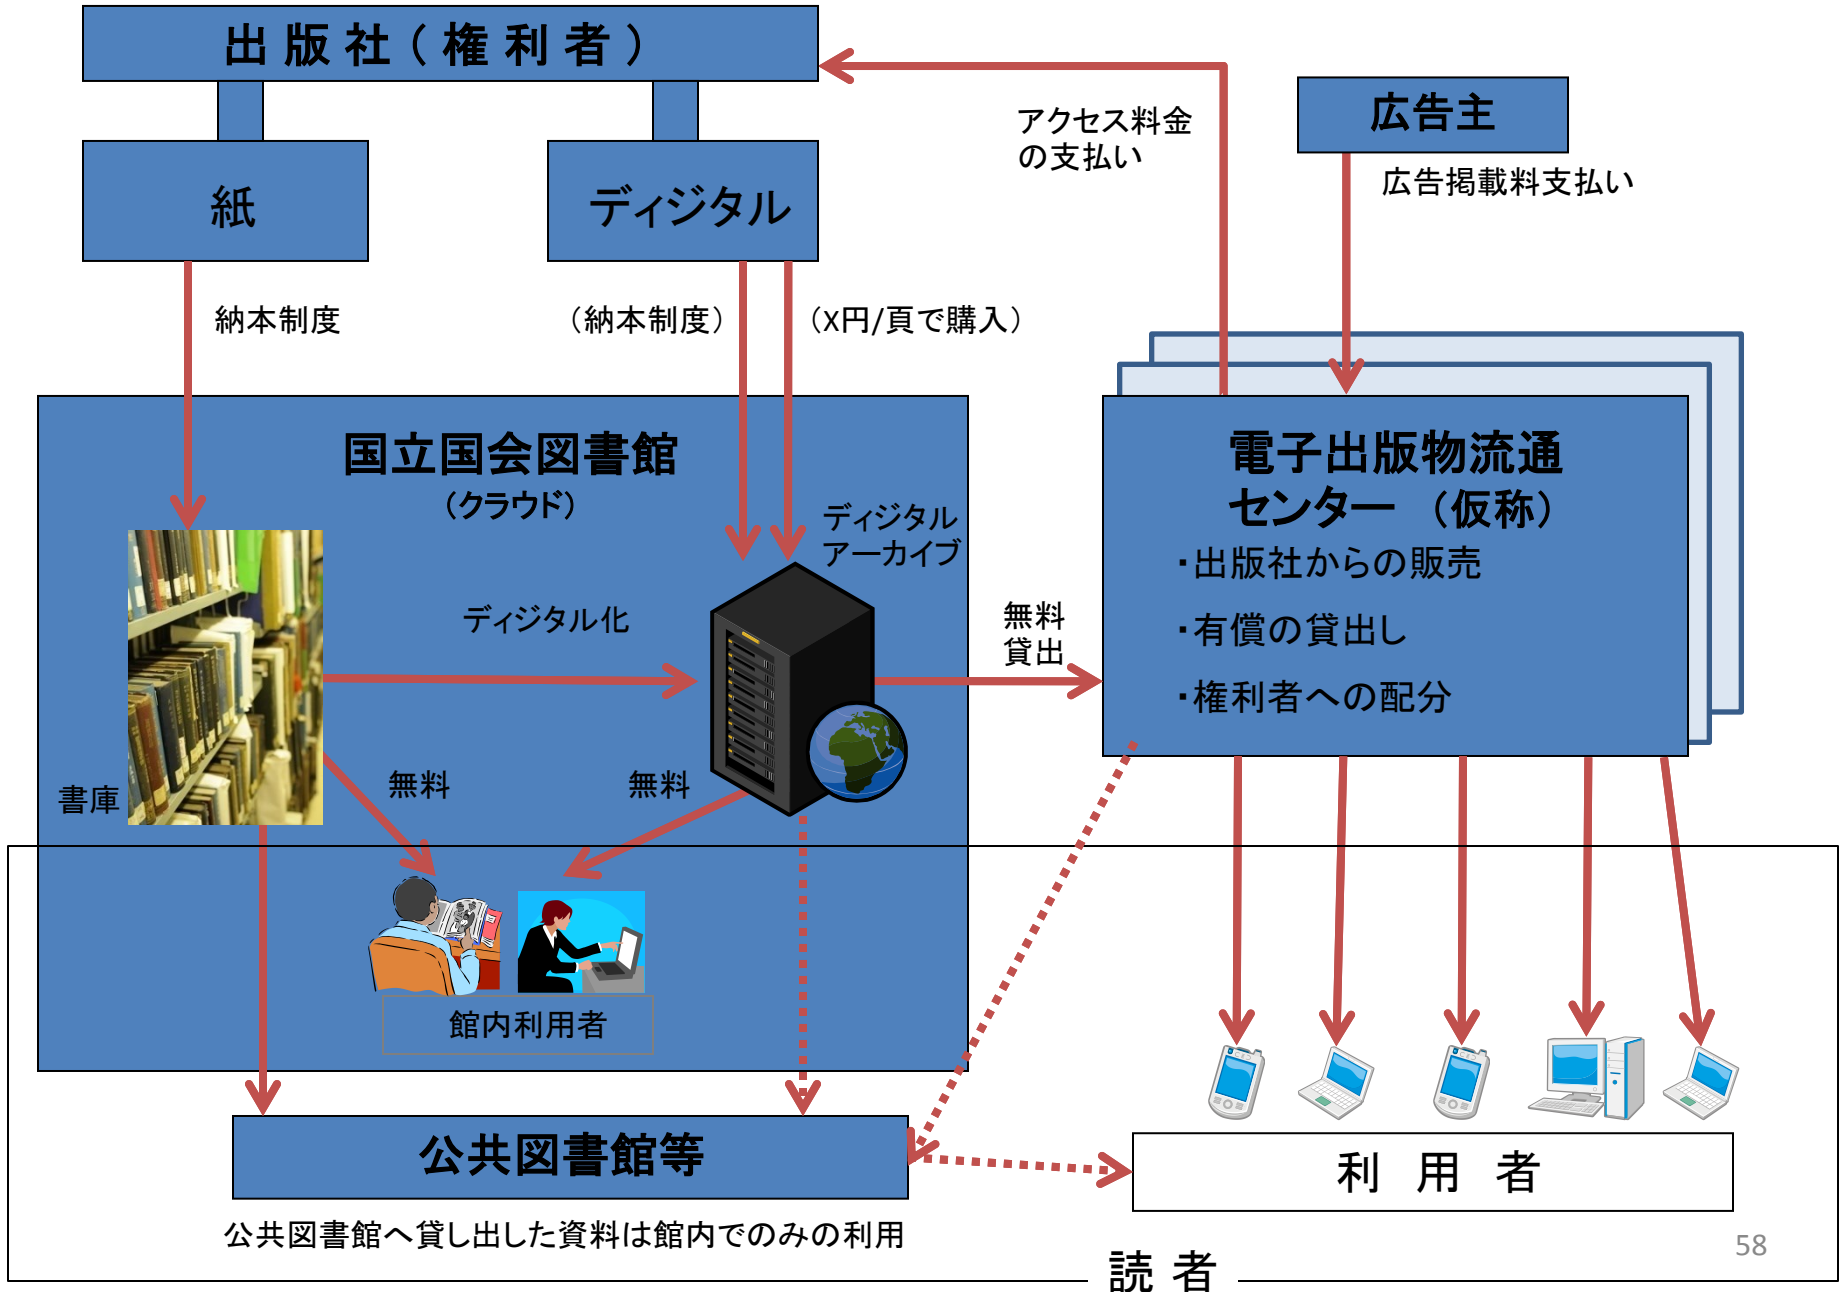 出版社（権利者）
紙
ディジタル
アクセス料金
の支払い
広告主
広告掲載料支払い
納本制度
（納本制度）
（X円/頁で購入）
国立国会図書館
（クラウド）
ディジタル
アーカイブ
ディジタル化
無料
貸出
電子出版物流通
センター （仮称）
・出版社からの販売
・有償の貸出し
・権利者への配分
書庫
無料
無料
館内利用者
公共図書館等
利 用 者
公共図書館へ貸し出した資料は館内でのみの利用
読 者
58